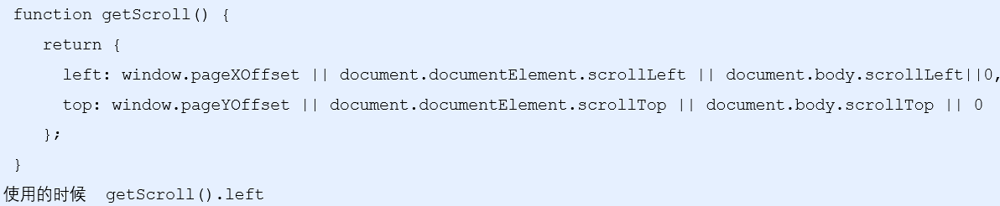 function getScroll() {
return {
left: window.pageXOffset || document.documentElement.scrollLeft || document.body.scrollLeft||0,
top: window.pageYOffset || document.documentElement.scrollTop || document.body.scrollTop || 0
};
}
使用的时候 getScroll().left